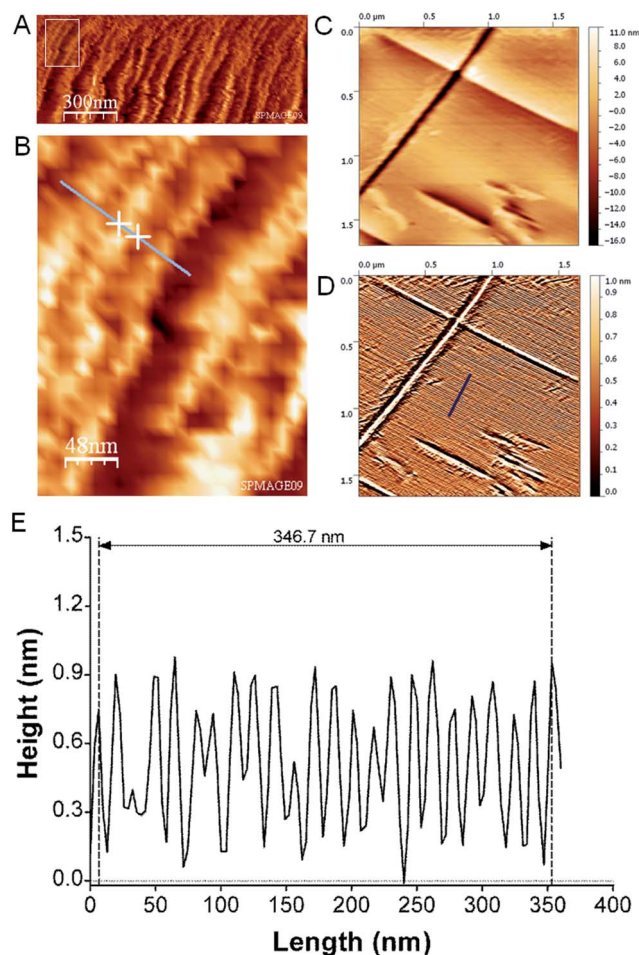 A
300nm
SPMAGE09
B
48nm
SPMAGE09
C
0.0 µm 0.5 1.0 1.5
0.0
0.5
1.0
1.5
11.0 nm
8.0
6.0
4.0
2.0
0.0
-2.0
-4.0
-6.0
-8.0
-10.0
-12.0
-14.0
-16.0
D
0.0 µm 0.5 1.0 1.5
0.0
0.5
1.0
1.5
1.0 nm
0.9
0.8
0.7
0.6
0.5
0.4
0.3
0.2
0.1
0.0
E
346.7 nm
Height (nm)
1.5
1.2
0.9
0.6
0.3
0.0
0 50 100 150 200 250 300 350 400
Length (nm)